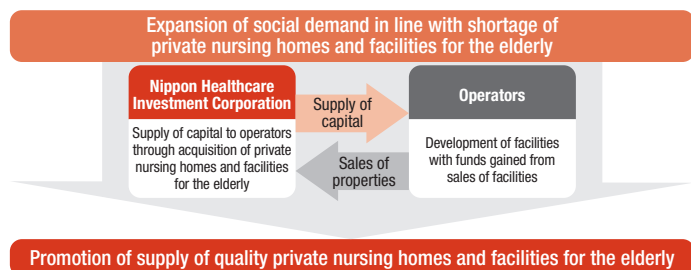 Expansion of social demand in line with shortage of
private nursing homes and facilities for the elderly
Nippon Healthcare
Investment Corporation
Supply of capital to operators
through acquisition of private
nursing homes and facilities
for the elderly
Supply of
capital
Sales of
properties
Operators
Development of facilities
with funds gained from
sales of facilities
Promotion of supply of quality private nursing homes and facilities for the elderly